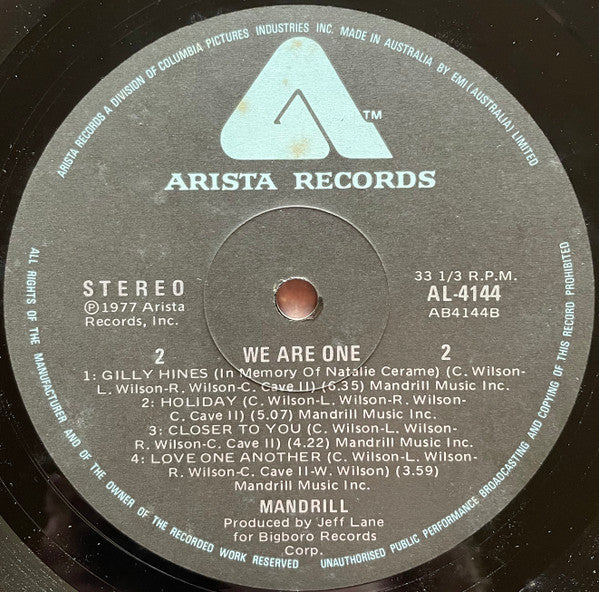 ARISTA RECORDS A DIVISION OF COLUMBIA PICTURES INDUSTRIES INC. MADE IN AUSTRALIA BY EMI (AUSTRALIA) LIMITED
TM
ARISTA RECORDS
STEREO
℗1977 Arista
Records, Inc.
33 1/3 R.P.M.
AL-4144
AB4144B
2 WE ARE ONE 2
1: GILLY HINES (In Memory Of Natalie Cerame) (C. Wilson-
L. Wilson-R. Wilson-C. Cave II) (6.35) Mandrill Music Inc.
2: HOLIDAY (C. Wilson-L. Wilson-R. Wilson-
C. Cave II) (5.07) Mandrill Music Inc.
3: CLOSER TO YOU (C. Wilson-L. Wilson-
R. Wilson-C. Cave II) (4.22) Mandrill Music Inc.
4: LOVE ONE ANOTHER (C. Wilson-L. Wilson-
R. Wilson-C. Cave II-W. Wilson) (3.59)
Mandrill Music Inc.
MANDRILL
Produced by Jeff Lane
for Bigboro Records
Corp.
ALL RIGHTS OF THE MANUFACTURER AND OF THE OWNER OF THE RECORDED WORK RESERVED
UNAUTHORISED PUBLIC PERFORMANCE BROADCASTING AND COPYING OF THIS RECORD PROHIBITED